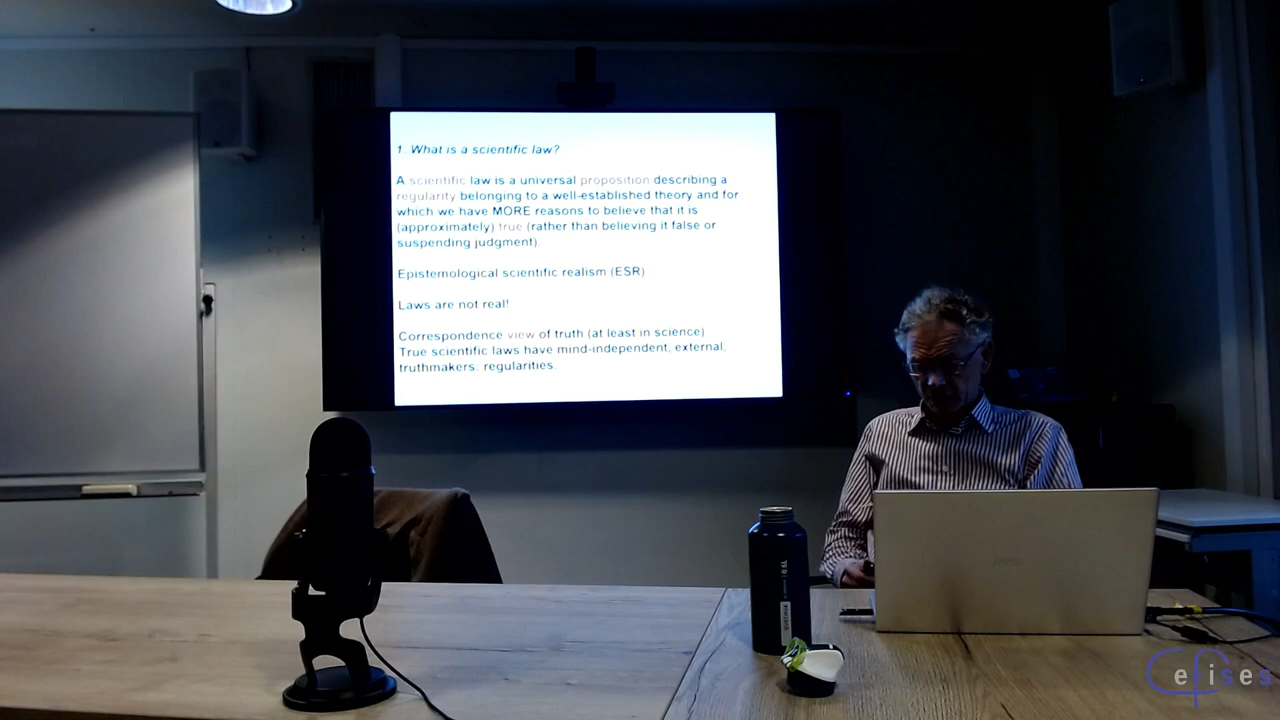 1. What is a scientific law?
A scientific law is a universal proposition describing a
regularity belonging to a well-established theory and for
which we have MORE reasons to believe that it is
(approximately) true (rather than believing it false or
suspending judgment).
Epistemological scientific realism (ESR)
Laws are not real!
Correspondence view of truth (at least in science)
True scientific laws have mind-independent, external,
truthmakers: regularities.
Cefises